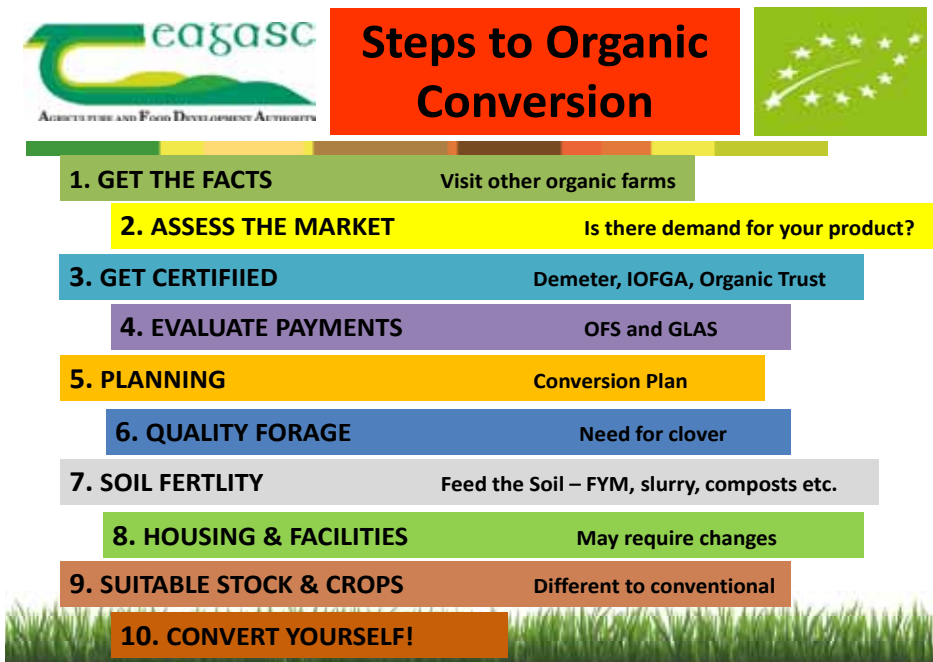 eagasc
AGRICULTURE AND FOOD DEVELOPMENT AUTHORITY
Steps to Organic
Conversion
1. GET THE FACTS Visit other organic farms
2. ASSESS THE MARKET Is there demand for your product?
3. GET CERTIFIIED Demeter, IOFGA, Organic Trust
4. EVALUATE PAYMENTS OFS and GLAS
5. PLANNING Conversion Plan
6. QUALITY FORAGE Need for clover
7. SOIL FERTLITY Feed the Soil – FYM, slurry, composts etc.
8. HOUSING & FACILITIES May require changes
9. SUITABLE STOCK & CROPS Different to conventional
10. CONVERT YOURSELF!